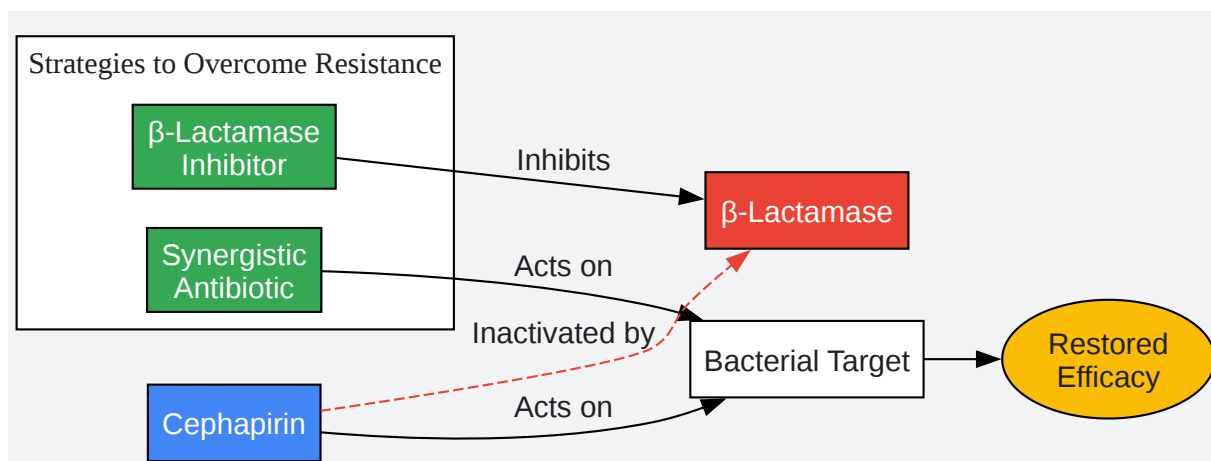 Strategies to Overcome Resistance
β-Lactamase
Inhibitor
Inhibits
β-Lactamase
Synergistic
Antibiotic
Acts on
Inactivated by
Bacterial Target
Restored
Efficacy
Cephapirin
Acts on